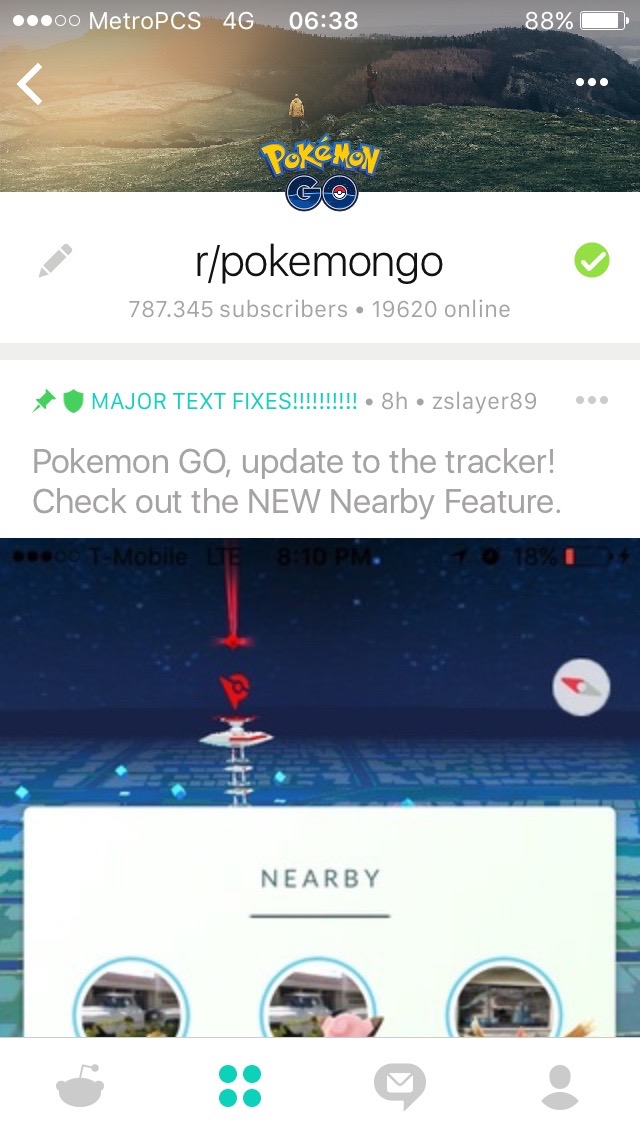 MetroPCS 4G 06:38 88%
POKéMON
GO
r/pokemongo
787.345 subscribers • 19620 online
MAJOR TEXT FIXES!!!!!!!!!! • 8h • zslayer89
Pokemon GO, update to the tracker!
Check out the NEW Nearby Feature.
T-Mobile LTE 8:10 PM 18%
NEARBY